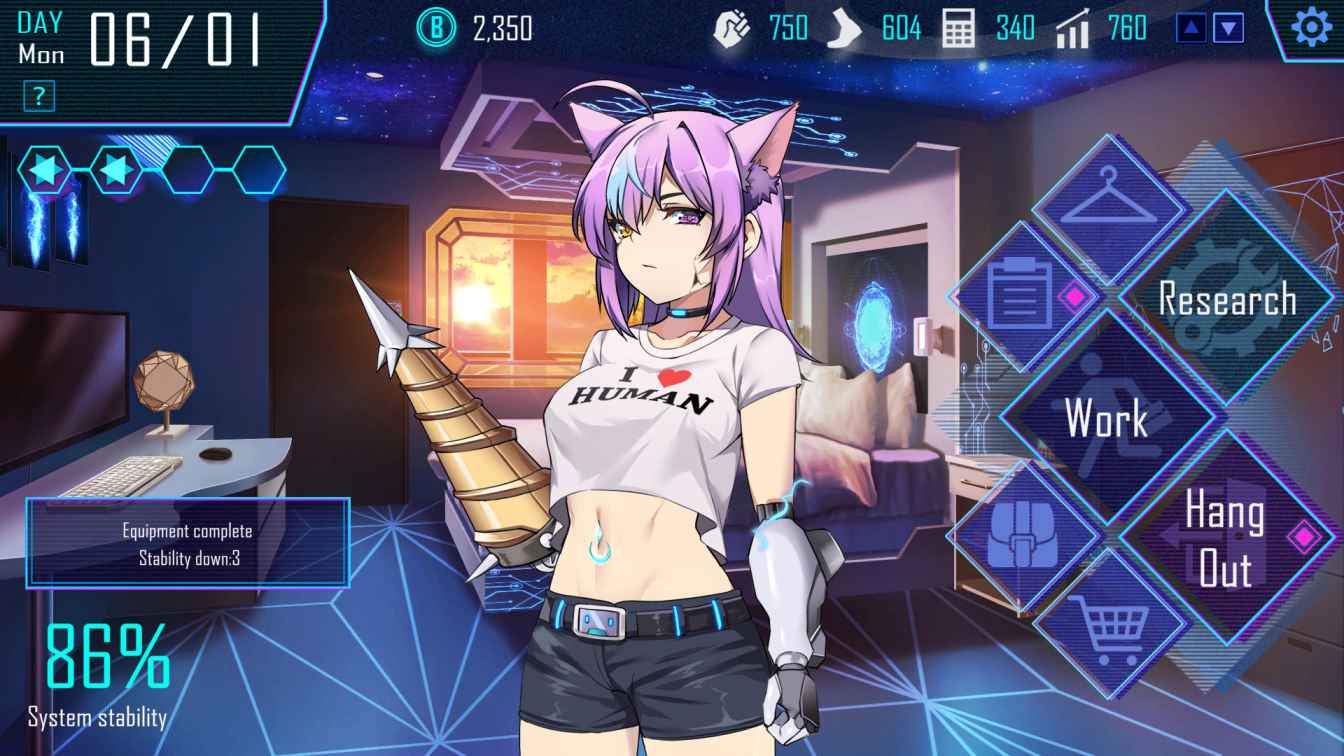 DAY
Mon
06/01
?
B 2,350
750
604
340
760
I ❤
HUMAN
Research
Work
Hang
Out
Equipment complete
Stability down:3
86%
System stability